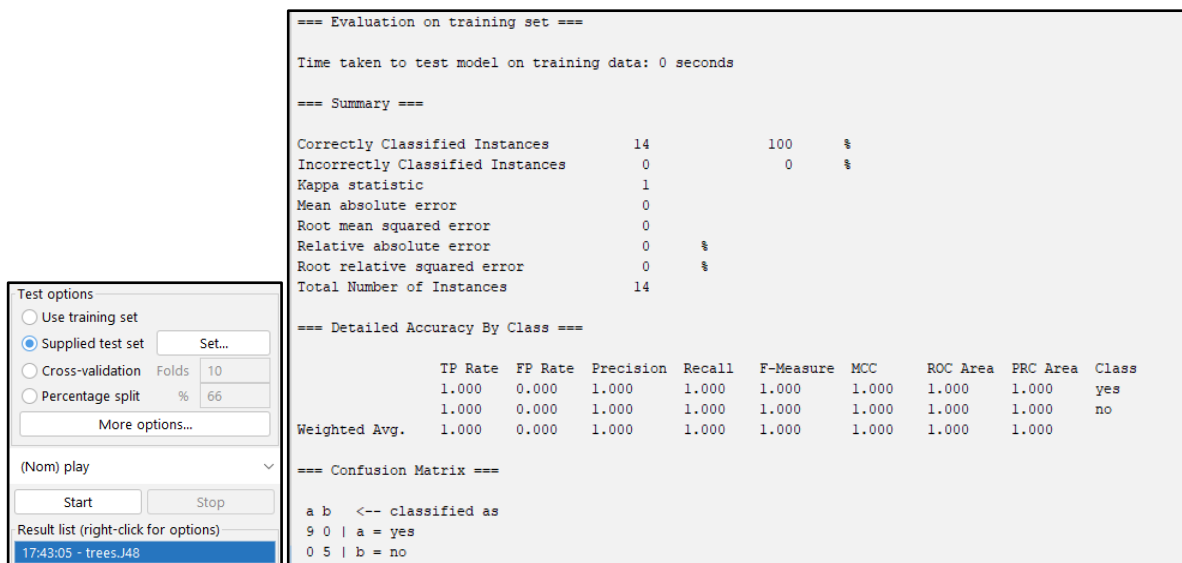 === Evaluation on training set ===
Time taken to test model on training data: 0 seconds
=== Summary ===
Correctly Classified Instances 14 100 %
Incorrectly Classified Instances 0 0 %
Kappa statistic 1
Mean absolute error 0
Root mean squared error 0
Relative absolute error 0 %
Root relative squared error 0 %
Total Number of Instances 14
=== Detailed Accuracy By Class ===
TP Rate FP Rate Precision Recall F-Measure MCC ROC Area PRC Area Class
1.000 0.000 1.000 1.000 1.000 1.000 1.000 1.000 yes
1.000 0.000 1.000 1.000 1.000 1.000 1.000 1.000 no
Weighted Avg. 1.000 0.000 1.000 1.000 1.000 1.000 1.000 1.000
=== Confusion Matrix ===
a b <-- classified as
9 0 | a = yes
0 5 | b = no
Test options
Use training set
Supplied test set Set...
Cross-validation Folds 10
Percentage split % 66
More options...
(Nom) play
Start Stop
Result list (right-click for options)
17:43:05 - trees.J48